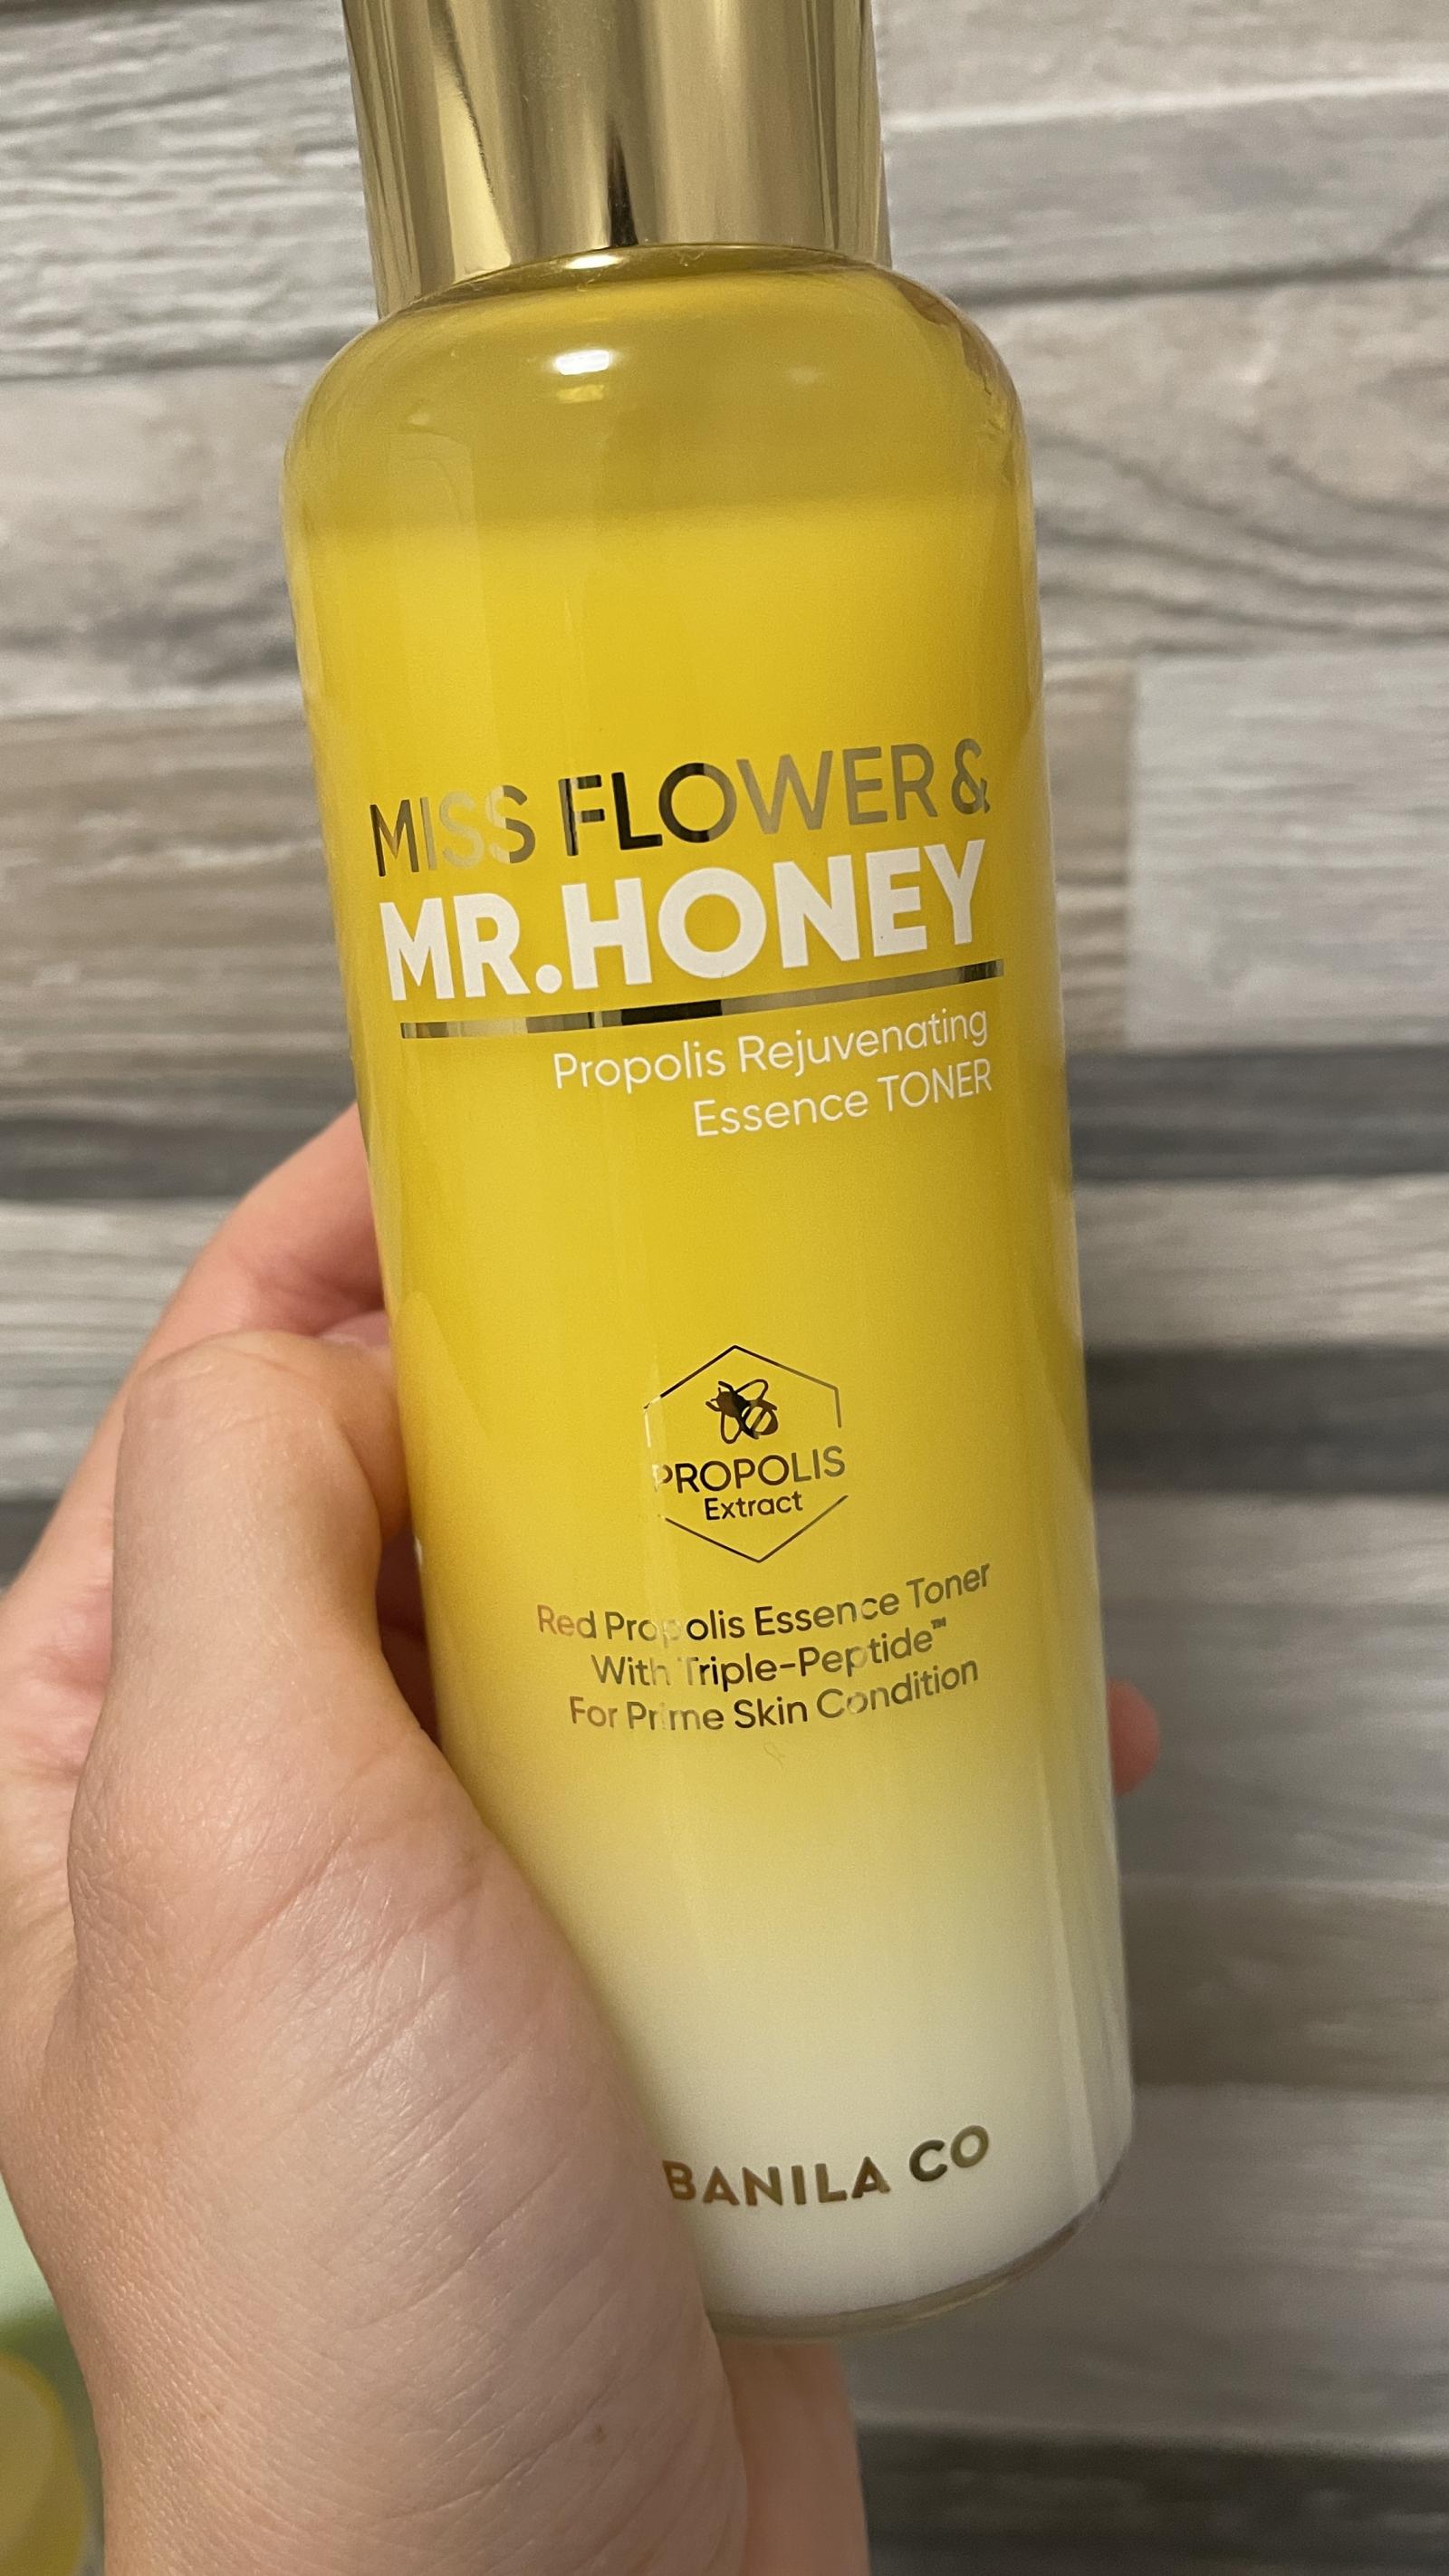 MISS FLOWER &
MR.HONEY
Propolis Rejuvenating
Essence TONER
PROPOLIS
Extract
Red Propolis Essence Toner
With Triple-Peptide™
For Prime Skin Condition
BANILA CO